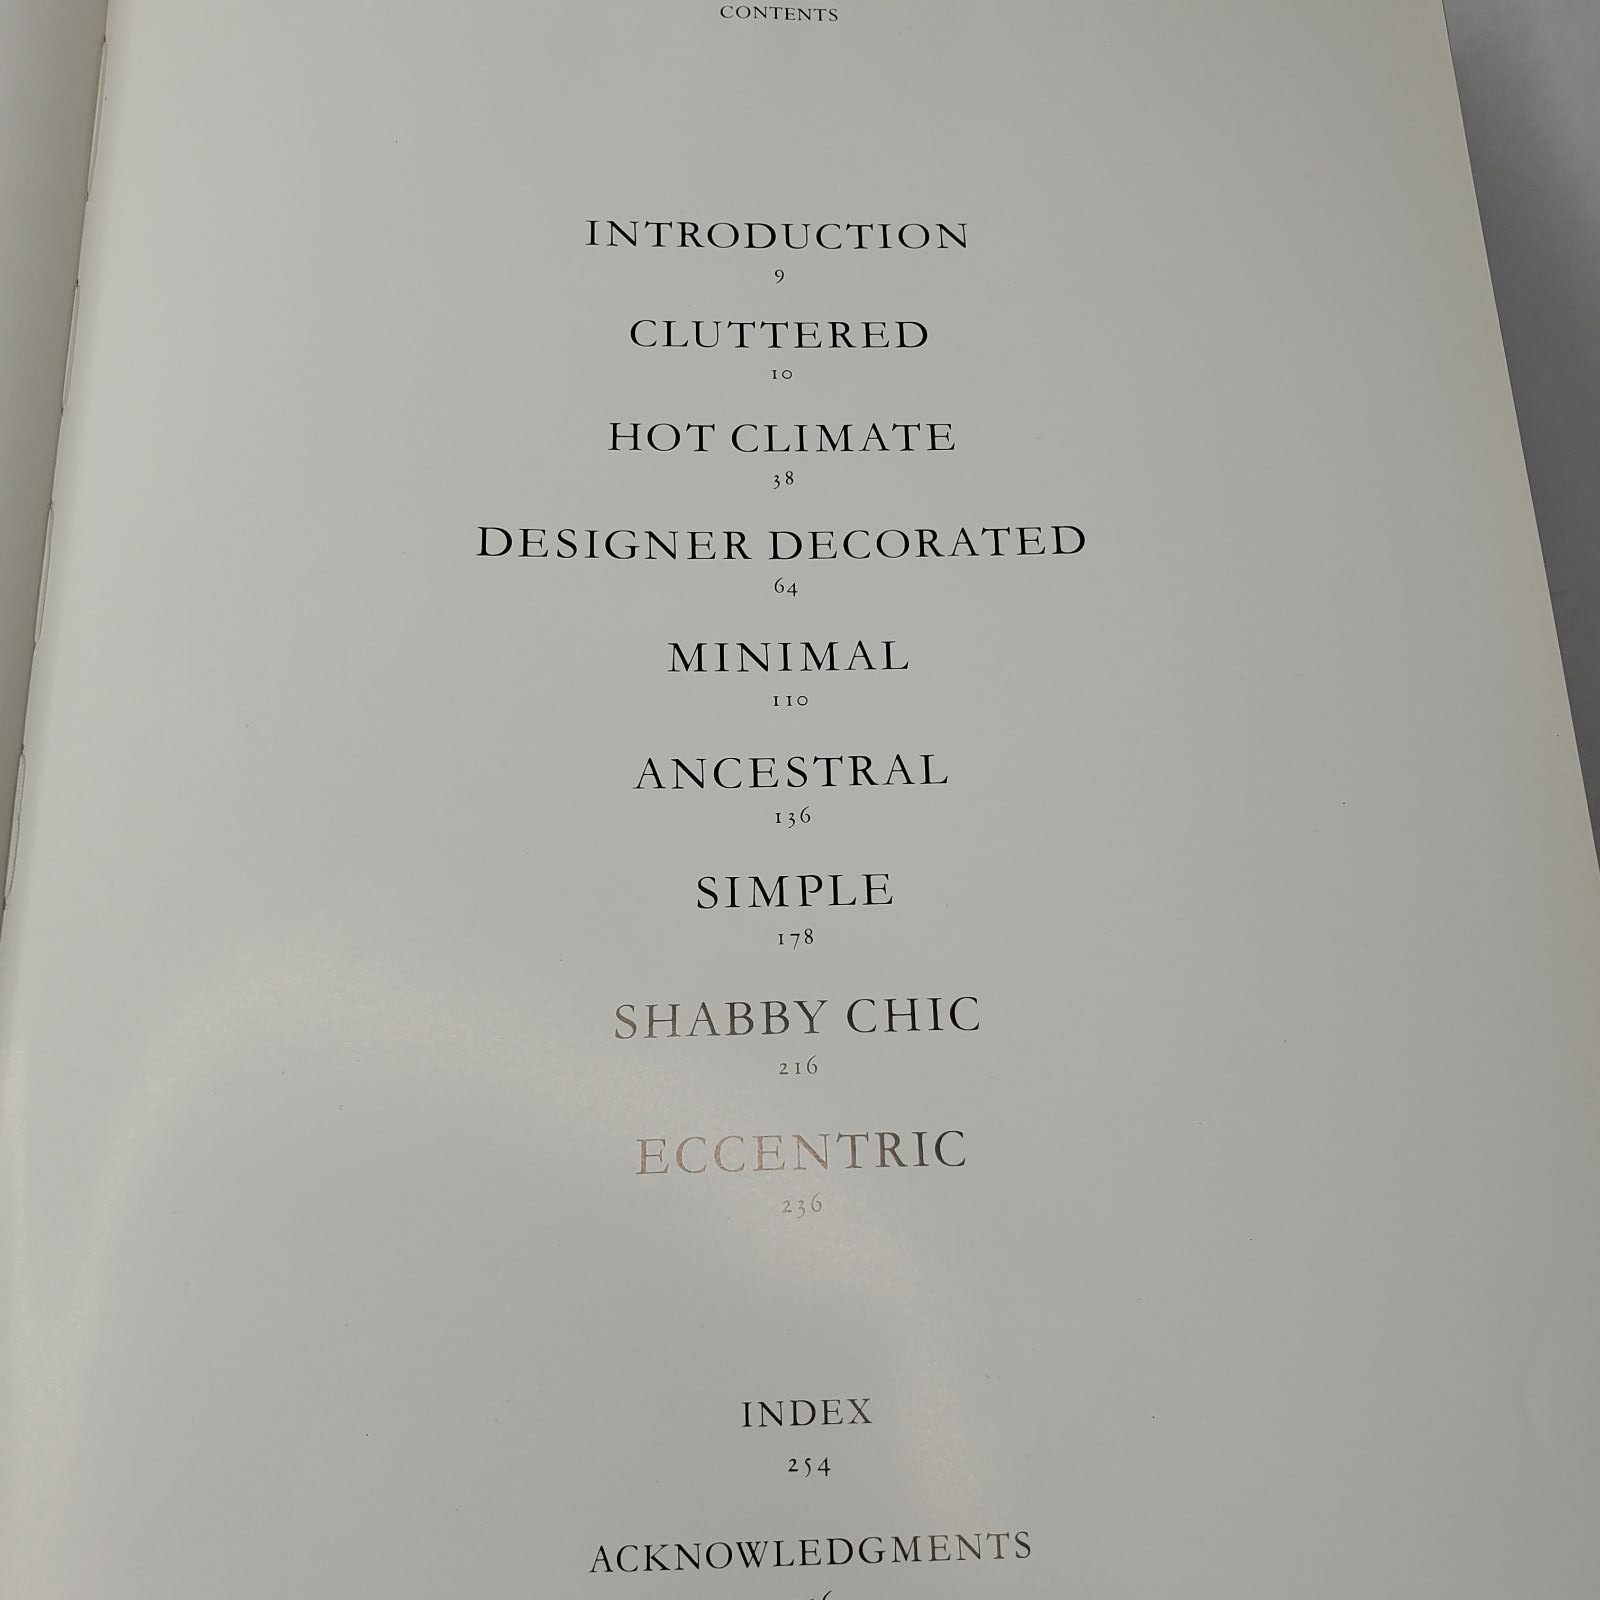 CONTENTS
INTRODUCTION
9
CLUTTERED
10
HOT CLIMATE
38
DESIGNER DECORATED
64
MINIMAL
110
ANCESTRAL
136
SIMPLE
178
SHABBY CHIC
216
ECCENTRIC
236
INDEX
254
ACKNOWLEDGMENTS